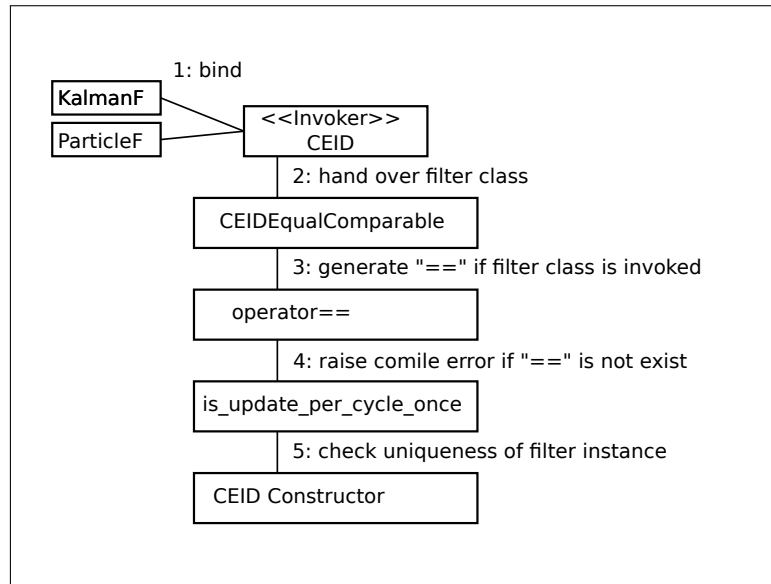 1: bind
KalmanF
ParticleF
<<Invoker>>
CEID
2: hand over filter class
CEIDEqualComparable
3: generate "==" if filter class is invoked
operator==
4: raise comile error if "==" is not exist
is_update_per_cycle_once
5: check uniqueness of filter instance
CEID Constructor